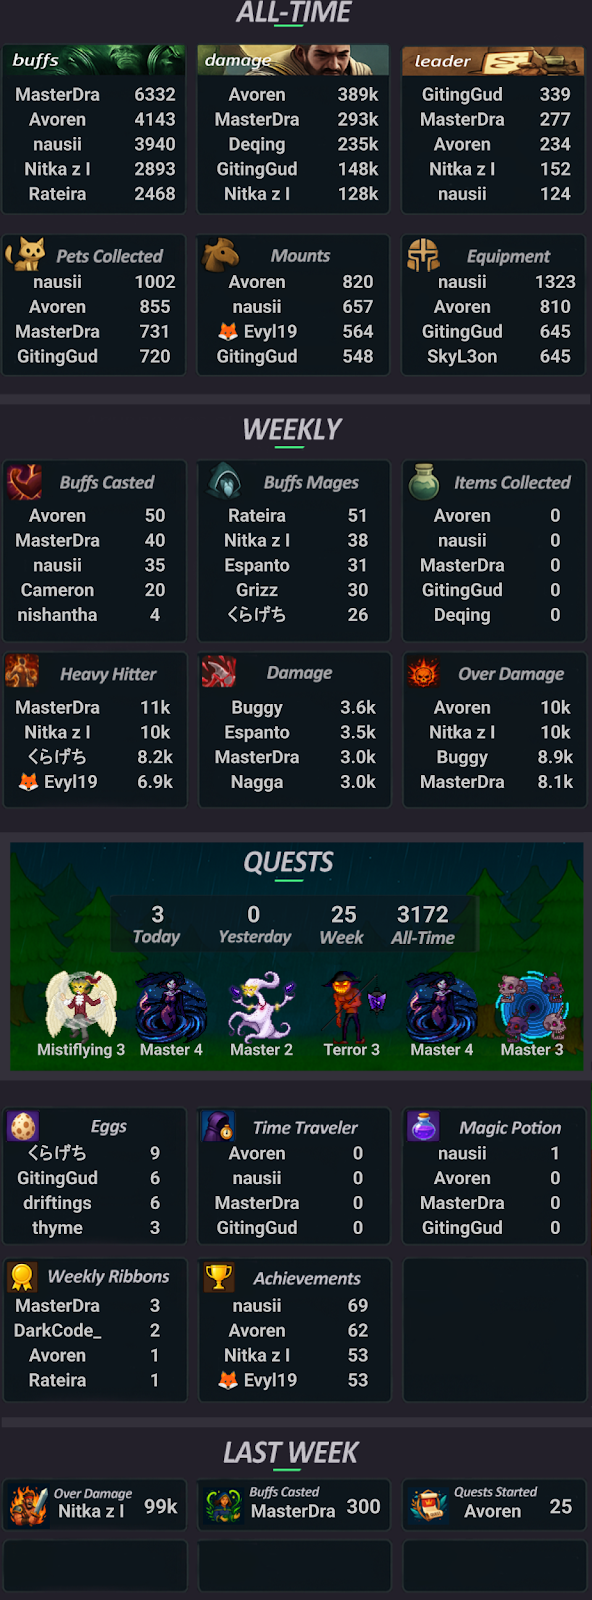 ALL-TIME
buffs
MasterDra 6332
Avoren 4143
nausii 3940
Nitka z l 2893
Rateira 2468
damage
Avoren 389k
MasterDra 293k
Deqing 235k
GitingGud 148k
Nitka z l 128k
leader
GitingGud 339
MasterDra 277
Avoren 234
Nitka z l 152
nausii 124
Pets Collected
nausii 1002
Avoren 855
MasterDra 731
GitingGud 720
Mounts
Avoren 820
nausii 657
🦊 Evyl19 564
GitingGud 548
Equipment
nausii 1323
Avoren 810
GitingGud 645
SkyL3on 645
WEEKLY
Buffs Casted
Avoren 50
MasterDra 40
nausii 35
Cameron 20
nishantha 4
Buffs Mages
Rateira 51
Nitka z l 38
Espanto 31
Grizz 30
くらげち 26
Items Collected
Avoren 0
nausii 0
MasterDra 0
GitingGud 0
Deqing 0
Heavy Hitter
MasterDra 11k
Nitka z l 10k
くらげち 8.2k
🦊 Evyl19 6.9k
Damage
Buggy 3.6k
Espanto 3.5k
MasterDra 3.0k
Nagga 3.0k
Over Damage
Avoren 10k
Nitka z l 10k
Buggy 8.9k
MasterDra 8.1k
QUESTS
3 0 25 3172
Today Yesterday Week All-Time
Mistiflying 3 Master 4 Master 2 Terror 3 Master 4 Master 3
Eggs
くらげち 9
GitingGud 6
driftings 6
thyme 3
Time Traveler
Avoren 0
nausii 0
MasterDra 0
GitingGud 0
Magic Potion
nausii 1
Avoren 0
MasterDra 0
GitingGud 0
Weekly Ribbons
MasterDra 3
DarkCode_ 2
Avoren 1
Rateira 1
Achievements
nausii 69
Avoren 62
Nitka z l 53
🦊 Evyl19 53
LAST WEEK
Over Damage
Nitka z l 99k
Buffs Casted
MasterDra 300
Quests Started
Avoren 25